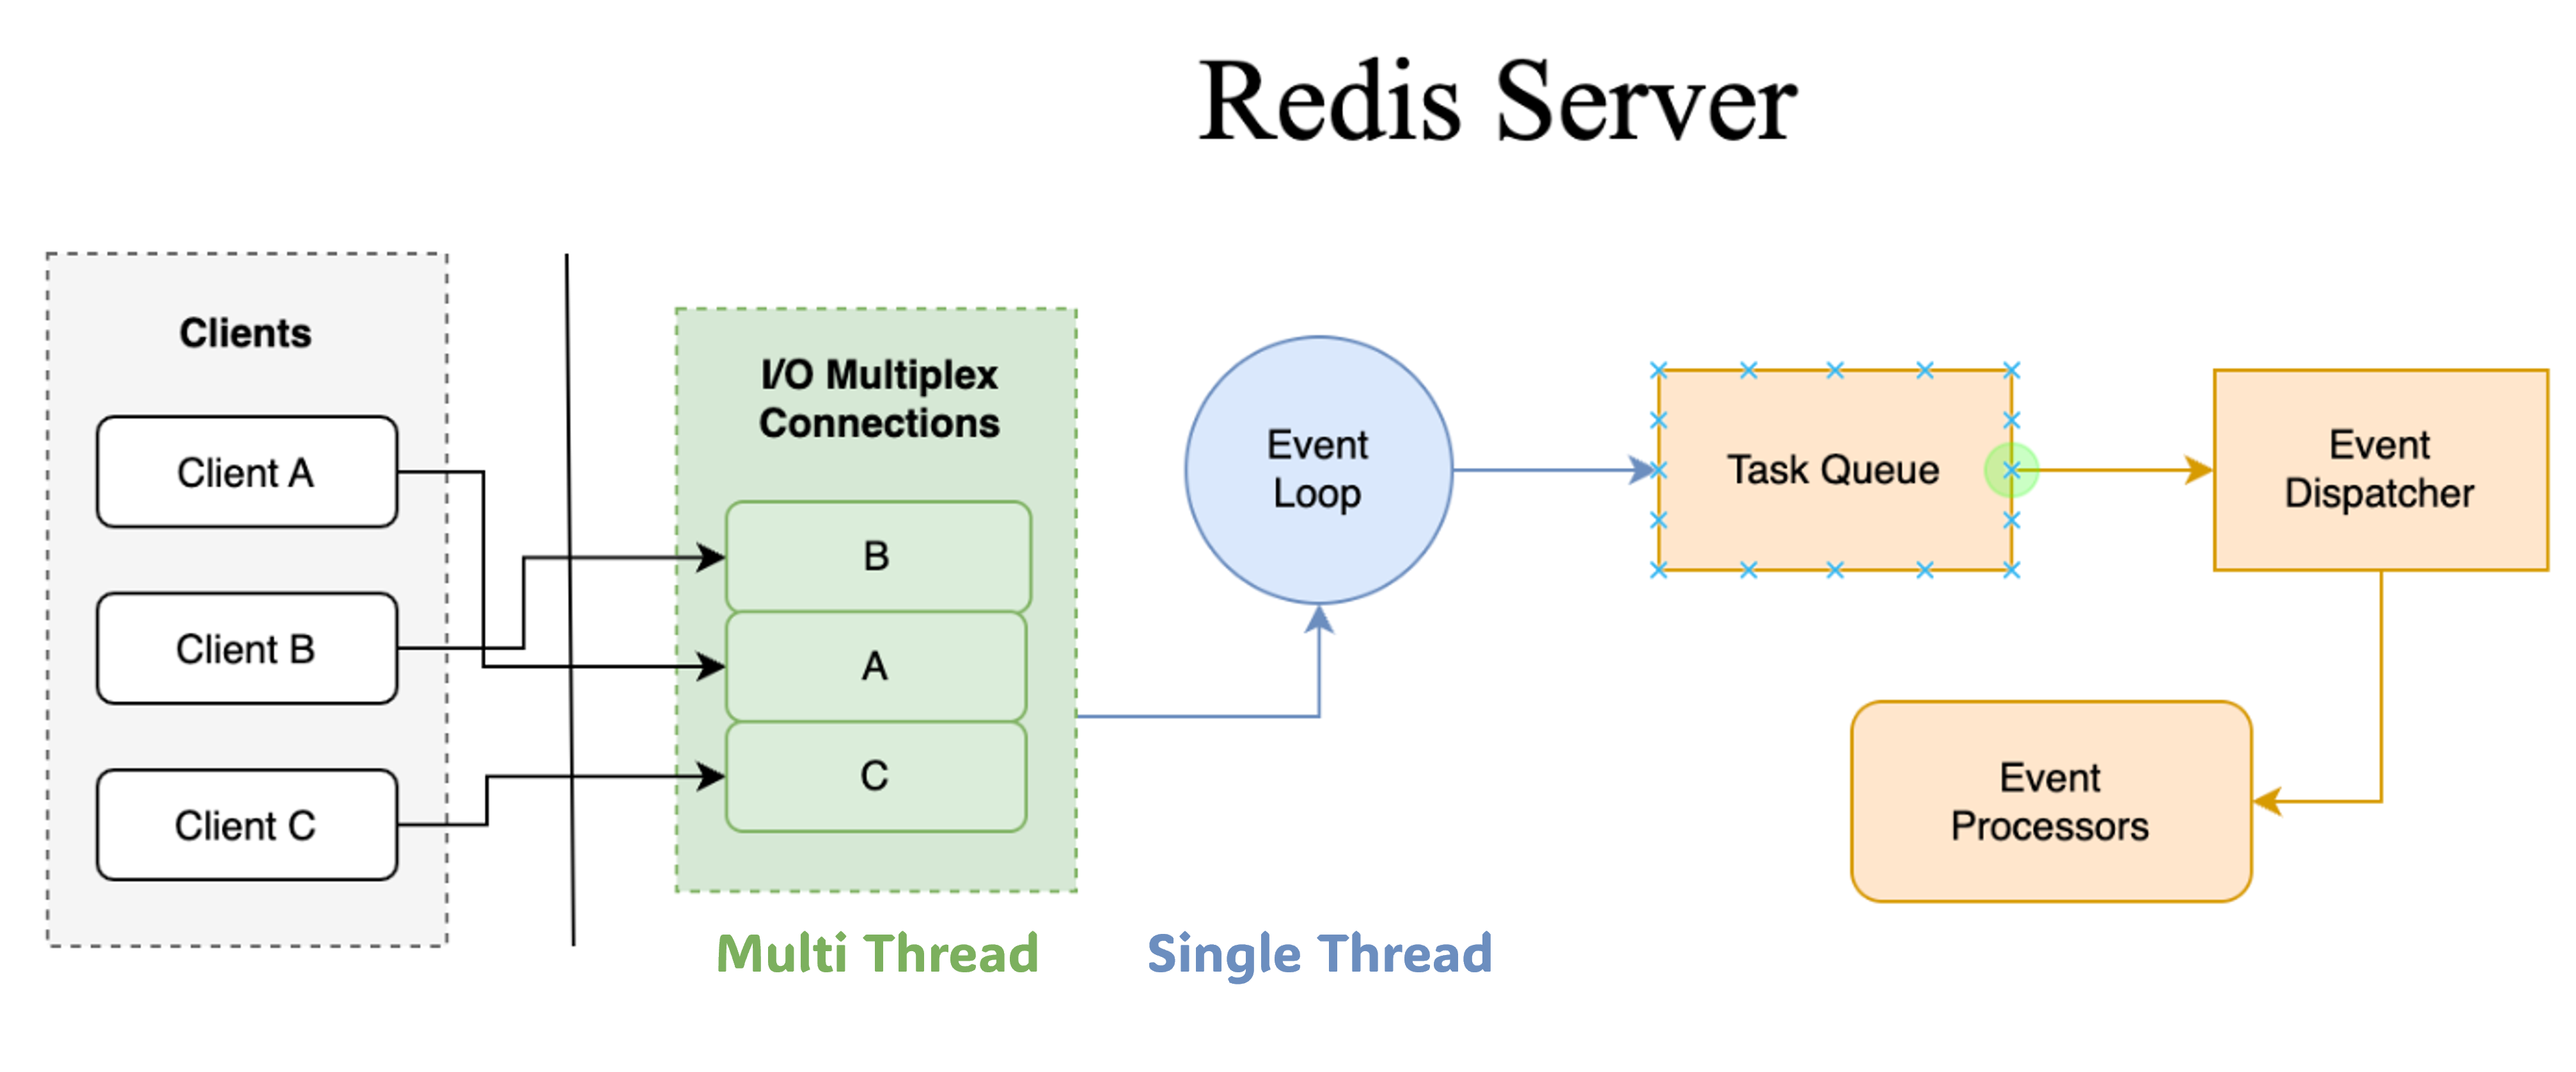 Redis Server
Clients
Client A
Client B
Client C
I/O Multiplex
Connections
B
A
C
Multi Thread
Event
Loop
Single Thread
Task Queue
Event
Dispatcher
Event
Processors